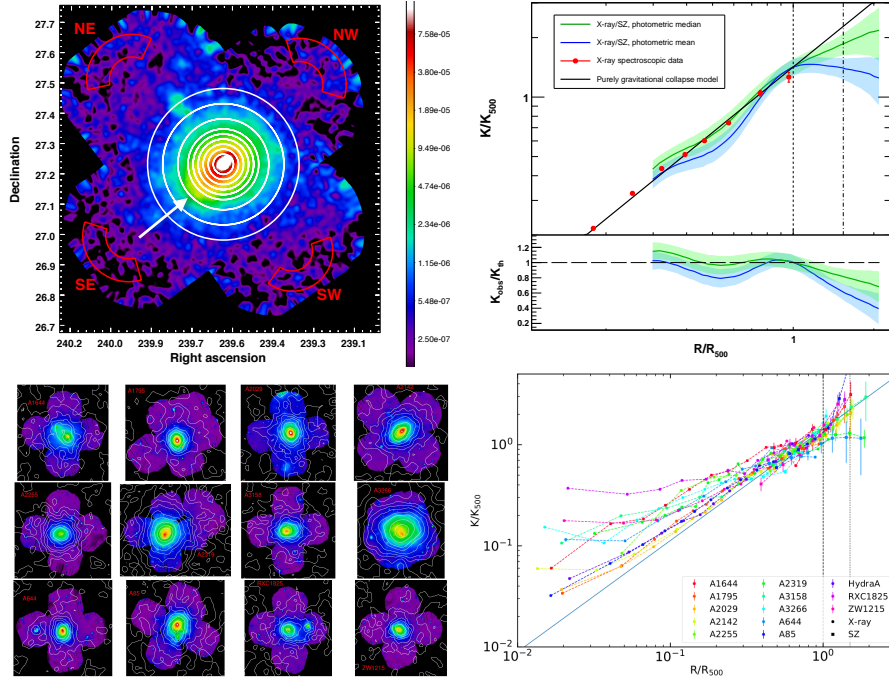 27.7
27.6
27.5
27.4
27.3
27.2
27.1
27.0
26.9
26.8
26.7
Declination
NE
NW
SE
SW
240.2
240.0
239.9
239.7
239.6
239.5
239.3
239.2
239.1
Right ascension
7.58e-05
3.80e-05
1.89e-05
9.49e-06
4.74e-06
2.34e-06
1.15e-06
5.48e-07
2.50e-07
X-ray/SZ, photometric median
X-ray/SZ, photometric mean
X-ray spectroscopic data
Purely gravitational collapse model
K/K500
1
1.2
1.0
0.8
0.6
0.4
0.2
Kobs/Kth
1
R/R500
A1644
A2029
A3158
A3266
A2319
A644
A85
RXC1825
ZW1215
K/K500
10^0
10^-1
10^-2
A1644
A1795
A2029
A2142
A2255
A2319
A3158
A3266
A644
A85
HydraA
RXC1825
ZW1215
X-ray
SZ
10^-2
10^-1
10^0
R/R500